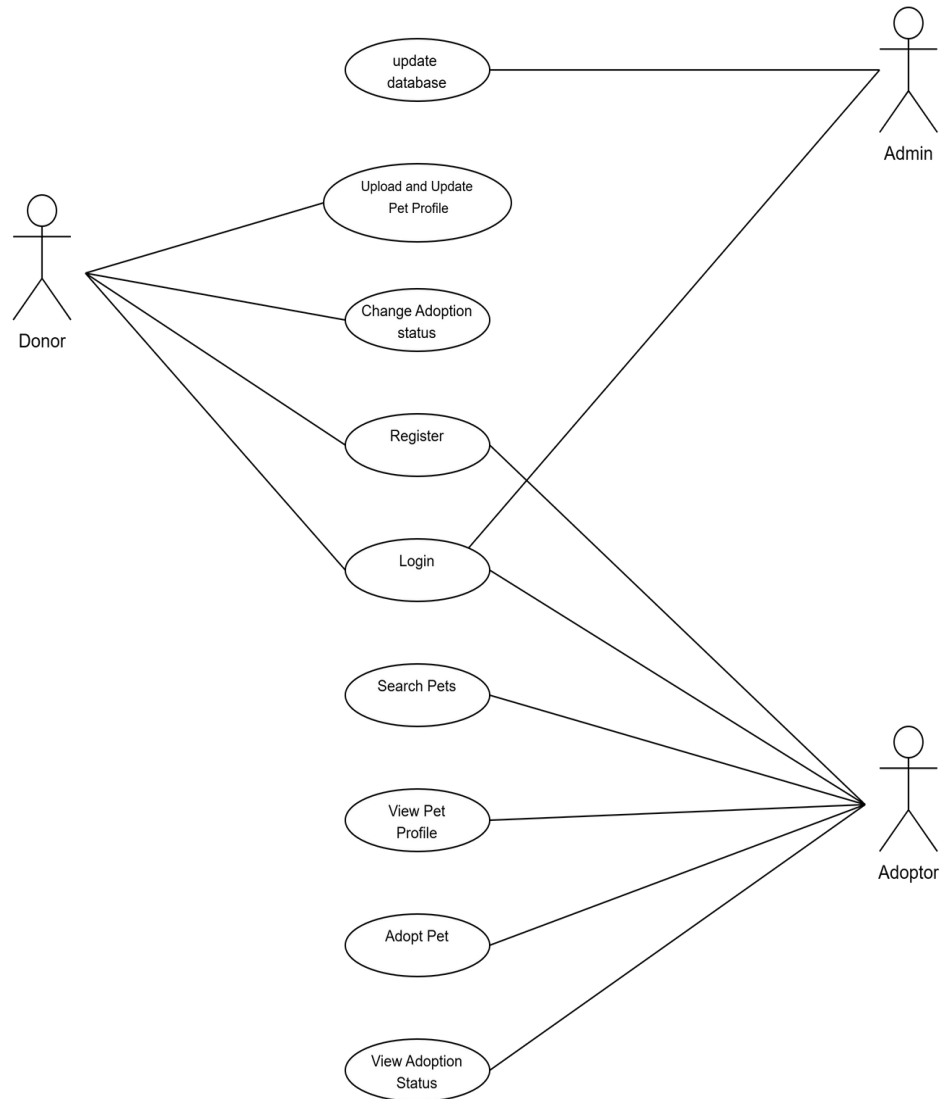 update
database
Admin
Upload and Update
Pet Profile
Change Adoption
status
Donor
Register
Login
Search Pets
View Pet
Profile
Adoptor
Adopt Pet
View Adoption
Status